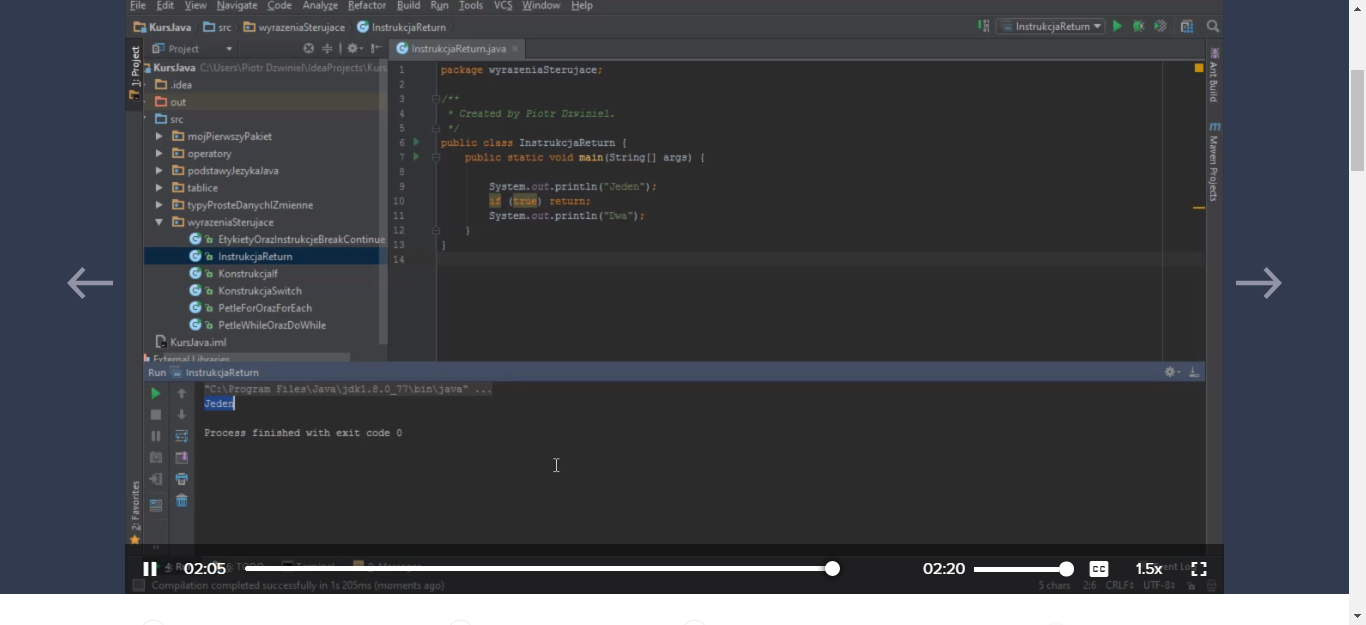 File Edit View Navigate Code Analyze Refactor Build Run Tools VCS Window Help
KursJava src wyrazeniaSterujace InstrukcjaReturn InstrukcjaReturn
1: Project Project InstrukcjaReturn.java
KursJava C:\Users\Piotr Dzwiniel\IdeaProjects\Kurs
.idea
out
src
mojPierwszyPakiet
operatory
podstawyJezykaJava
tablice
typyProsteDanychIZmienne
wyrazeniaSterujace
EtykietyOrazInstrukcjeBreakContinue
InstrukcjaReturn
KonstrukcjaIf
KonstrukcjaSwitch
PetleForOrazForEach
PetleWhileOrazDoWhile
KursJava.iml
External Libraries
1 package wyrazeniaSterujace;
2
3 /**
4 * Created by Piotr Dzwiniel.
5 */
6 public class InstrukcjaReturn {
7 public static void main(String[] args) {
8
9 System.out.println("Jeden");
10 if (true) return;
11 System.out.println("Dwa");
12 }
13 }
14
Ant Build
Maven Projects
Run InstrukcjaReturn
"C:\Program Files\Java\jdk1.8.0_77\bin\java" ...
Jeden
Process finished with exit code 0
2: Favorites
02:05 02:20 CC 1.5x
Compilation completed successfully in 1s 205ms (moments ago) 5 chars 2:6 CRLF UTF-8